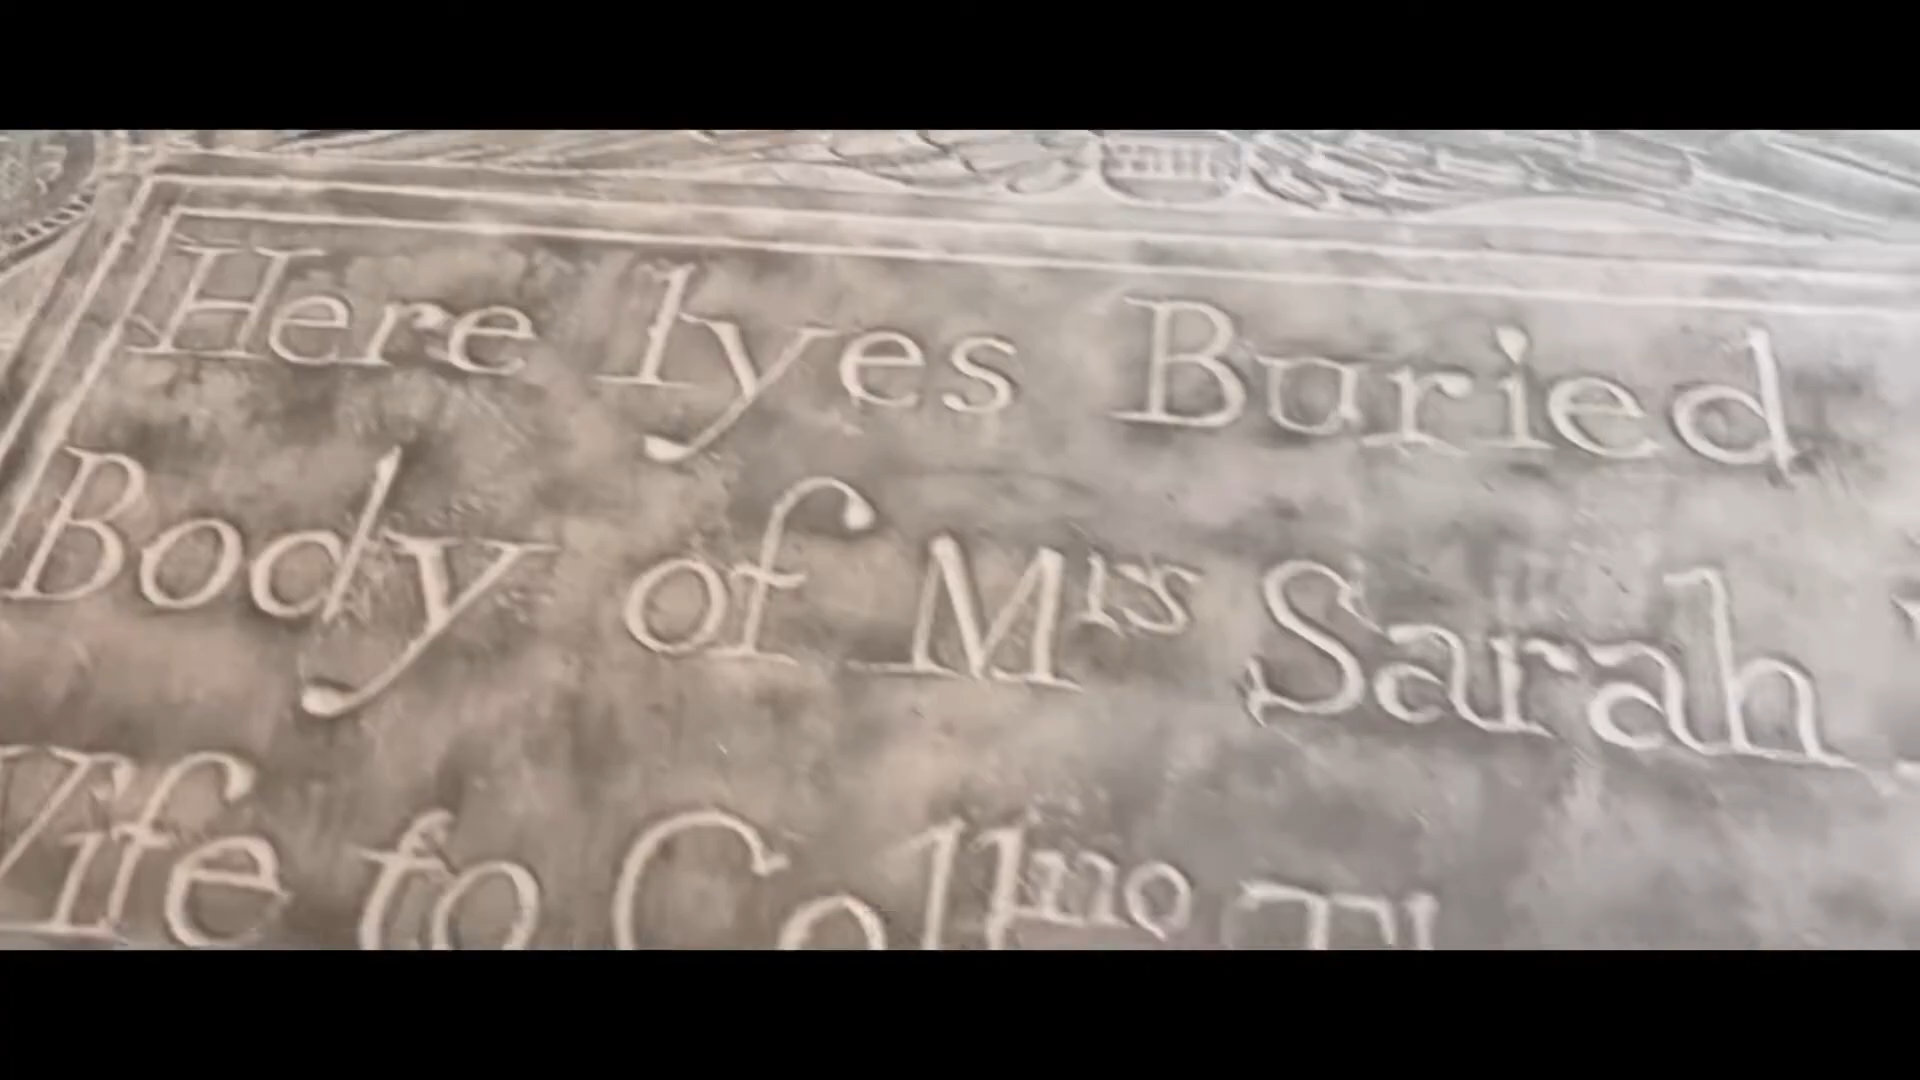 Here lyes Buried
Body of Mrs Sarah
Wife to Collno